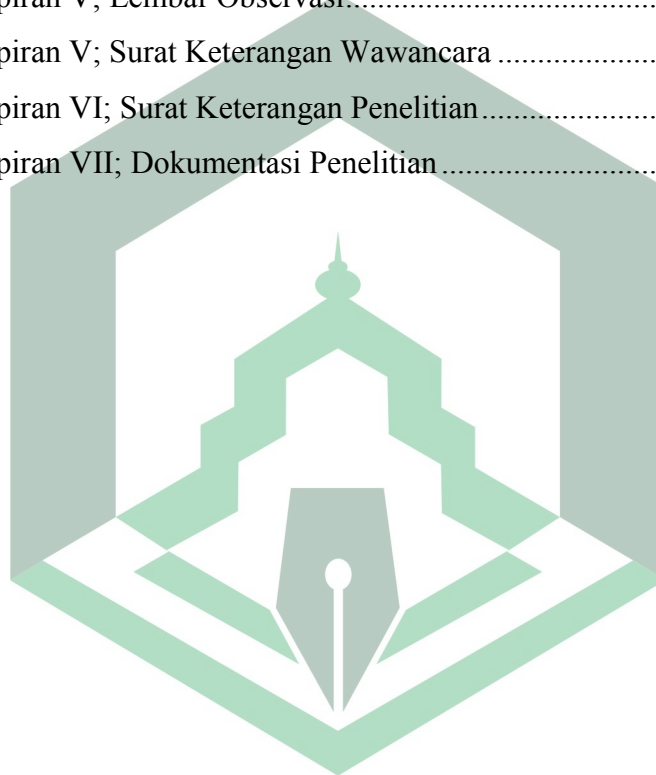 piran V; Lembar Observasi....................................
piran V; Surat Keterangan Wawancara ....................
piran VI; Surat Keterangan Penelitian......................
piran VII; Dokumentasi Penelitian ...........................